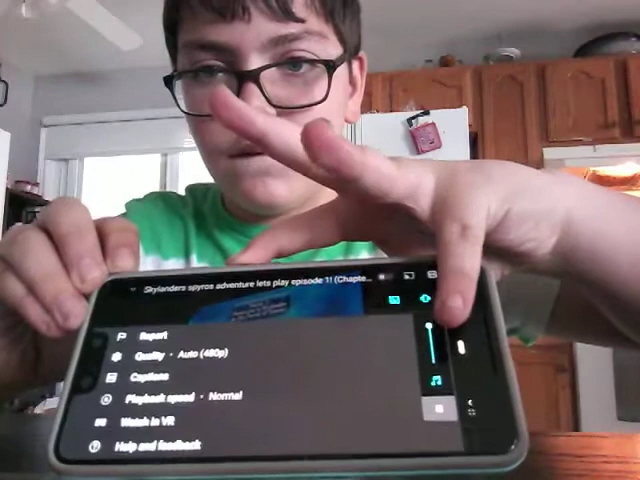 Skylanders spyros adventure lets play episode 1! (Chapte...
Report
Quality • Auto (480p)
Captions
Playback speed • Normal
Watch in VR
Help and feedback